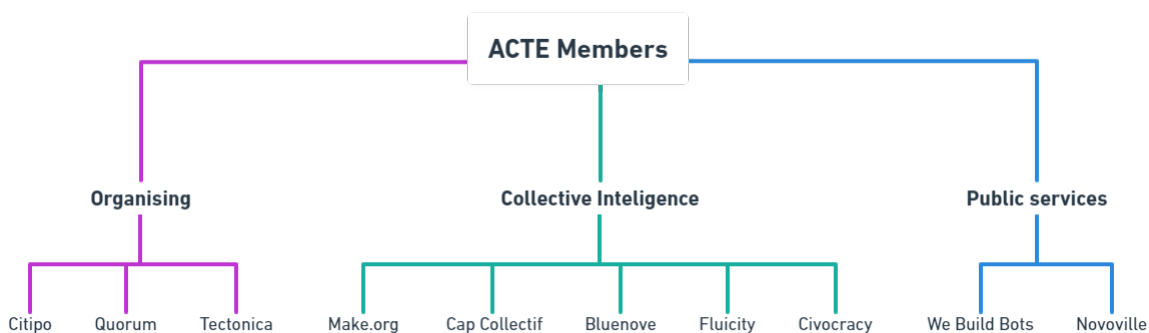 ACTE Members
Organising
Collective Inteligence
Public services
Citipo
Quorum
Tectonica
Make.org
Cap Collectif
Bluenove
Fluicity
Civocracy
We Build Bots
Novoville